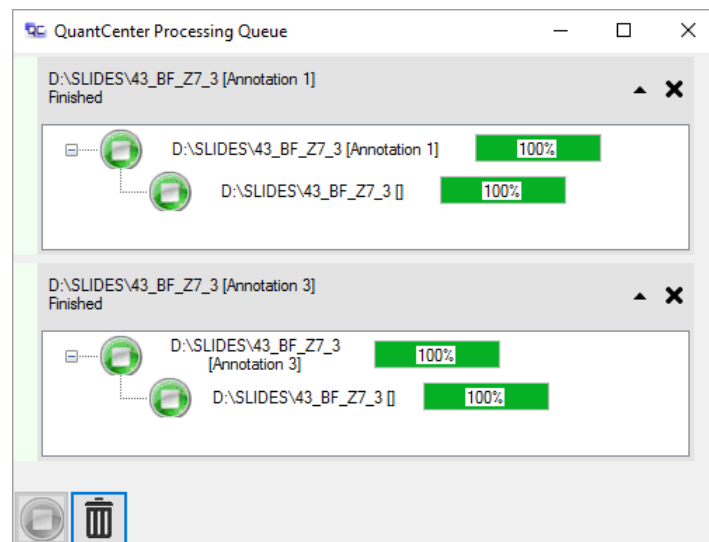 QC QuantCenter Processing Queue
D:\SLIDES\43_BF_Z7_3 [Annotation 1]
Finished
D:\SLIDES\43_BF_Z7_3 [Annotation 1] 100%
D:\SLIDES\43_BF_Z7_3 [] 100%
D:\SLIDES\43_BF_Z7_3 [Annotation 3]
Finished
D:\SLIDES\43_BF_Z7_3
[Annotation 3] 100%
D:\SLIDES\43_BF_Z7_3 [] 100%